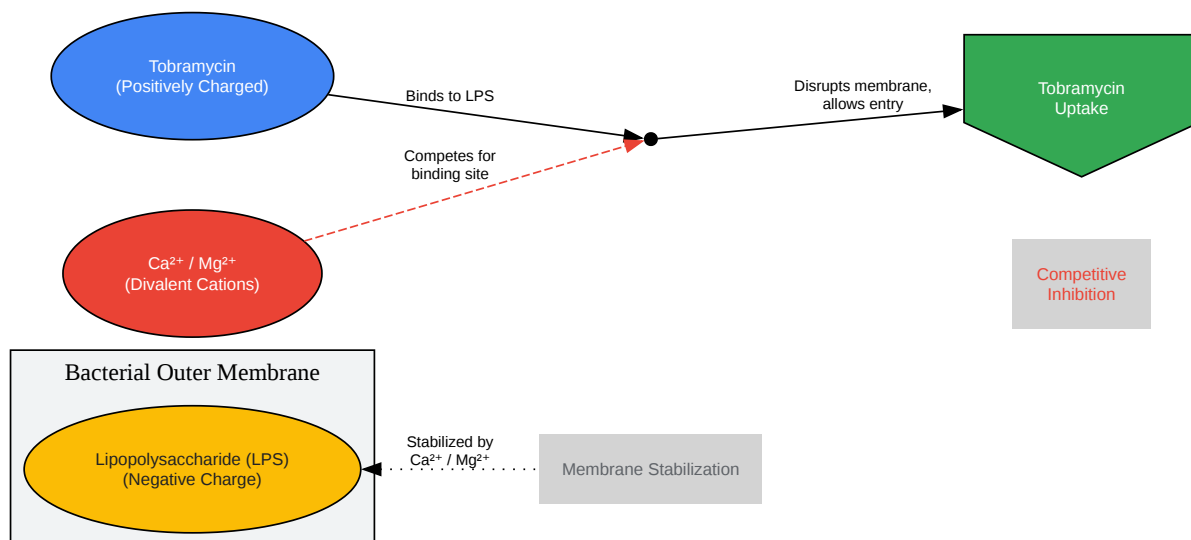 Tobramycin
(Positively Charged)
Binds to LPS
Disrupts membrane,
allows entry
Tobramycin
Uptake
Competes for
binding site
Ca²⁺ / Mg²⁺
(Divalent Cations)
Competitive
Inhibition
Bacterial Outer Membrane
Lipopolysaccharide (LPS)
(Negative Charge)
Stabilized by
Ca²⁺ / Mg²⁺
Membrane Stabilization